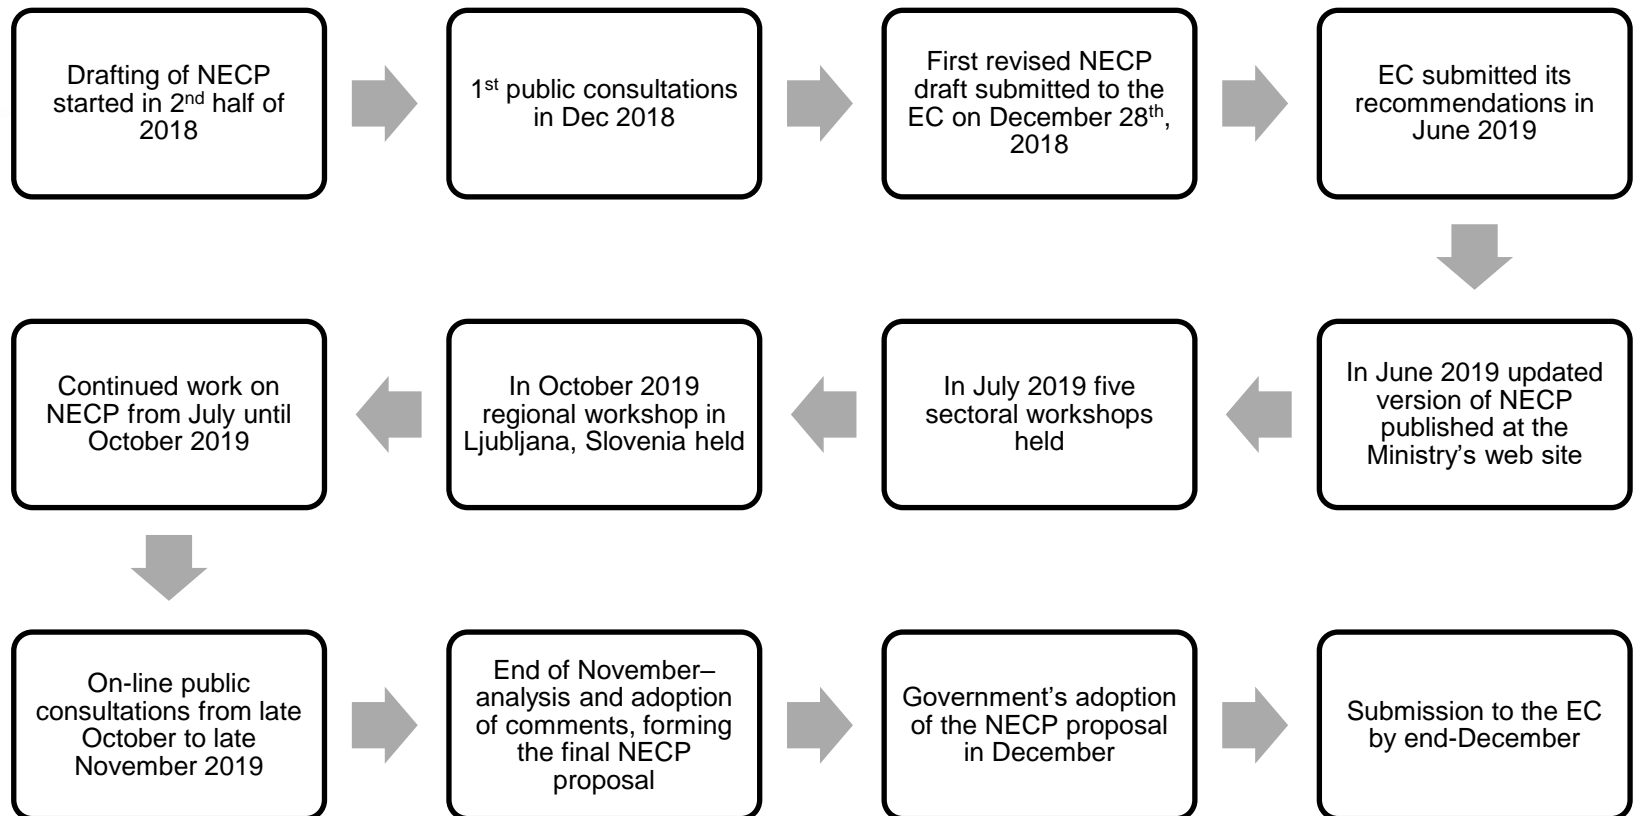 Drafting of NECP
started in 2nd half of
2018
1st public consultations
in Dec 2018
First revised NECP
draft submitted to the
EC on December 28th,
2018
EC submitted its
recommendations in
June 2019
In June 2019 updated
version of NECP
published at the
Ministry’s web site
In July 2019 five
sectoral workshops
held
In October 2019
regional workshop in
Ljubljana, Slovenia held
Continued work on
NECP from July until
October 2019
On-line public
consultations from late
October to late
November 2019
End of November–
analysis and adoption
of comments, forming
the final NECP
proposal
Government’s adoption
of the NECP proposal
in December
Submission to the EC
by end-December